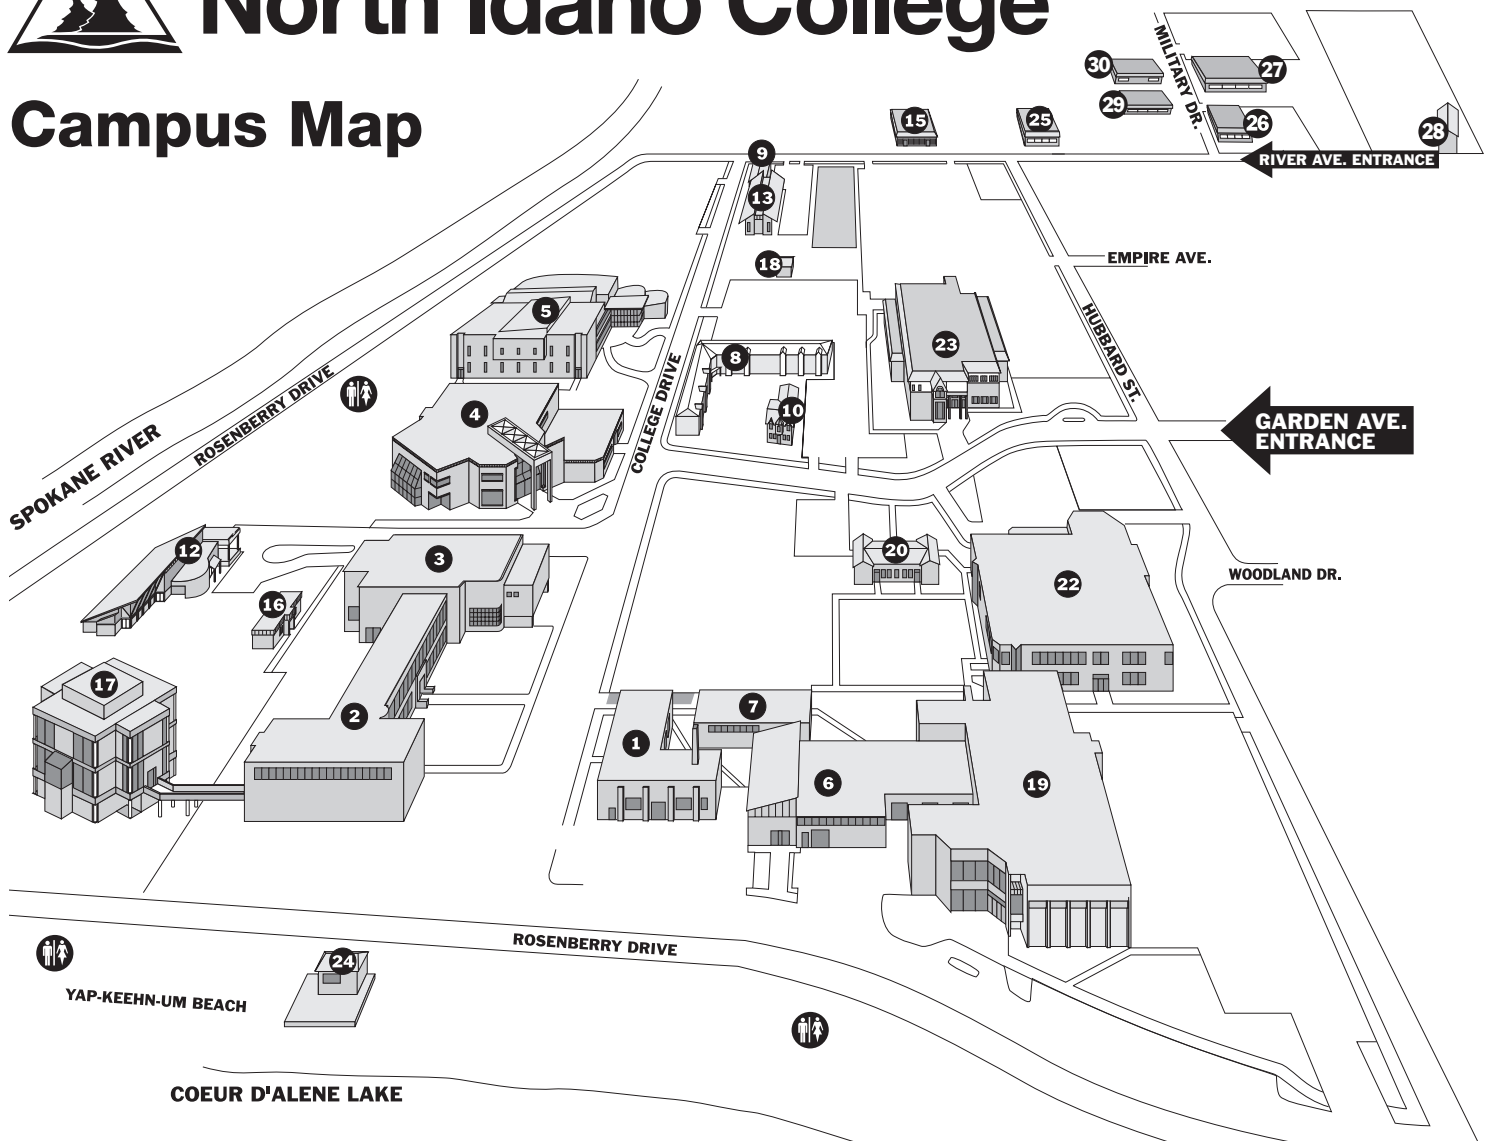 North Idaho College
Campus Map
MILITARY DR.
30
27
29
15
25
26
28
9
RIVER AVE. ENTRANCE
13
18
EMPIRE AVE.
5
HUBBARD ST.
8
23
ROSENBERRY DRIVE
COLLEGE DRIVE
4
10
GARDEN AVE.
ENTRANCE
SPOKANE RIVER
12
3
20
22
WOODLAND DR.
16
17
2
7
1
6
19
ROSENBERRY DRIVE
24
YAP-KEEHN-UM BEACH
COEUR D'ALENE LAKE